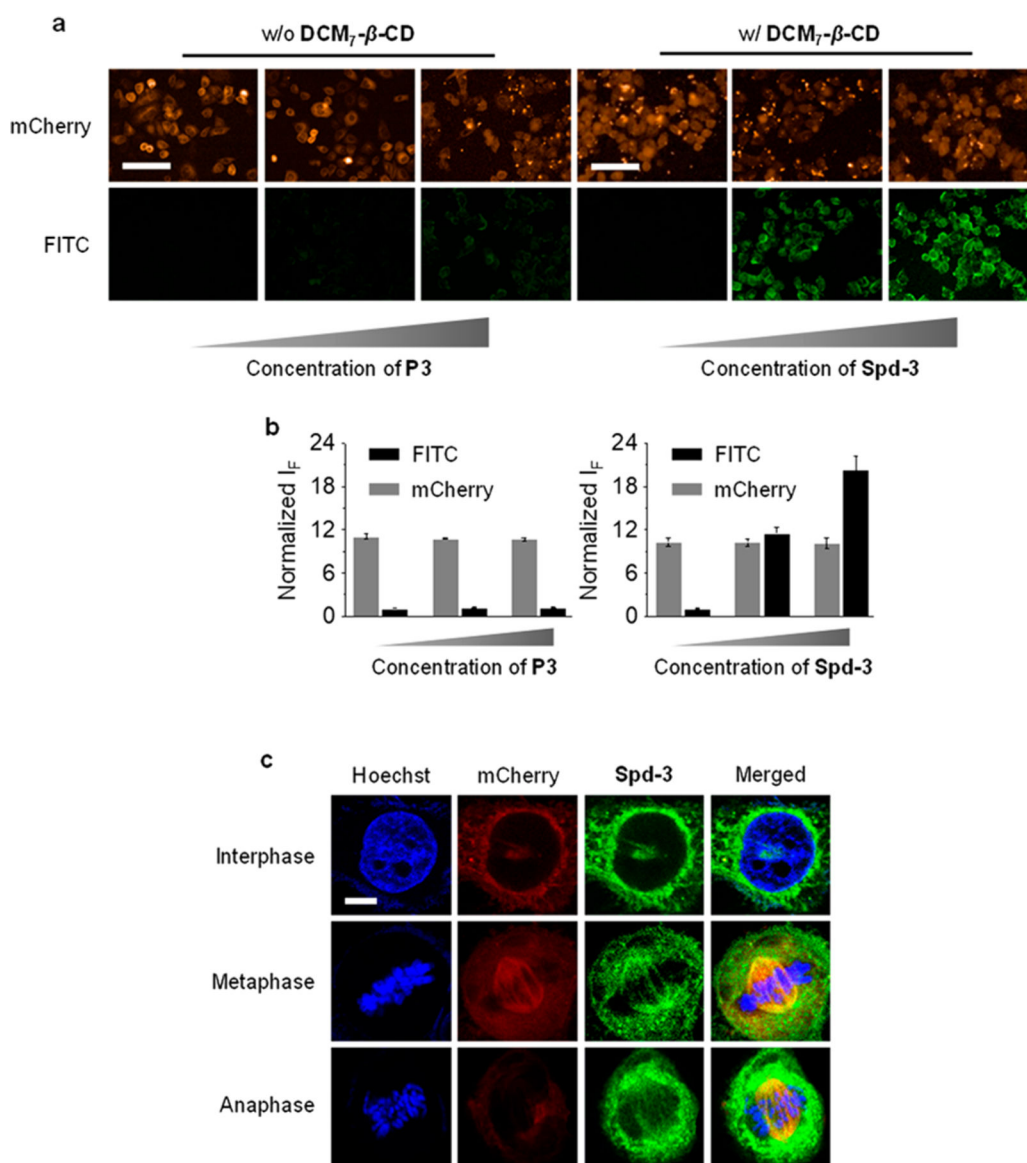 a
w/o DCM₇-β-CD w/ DCM₇-β-CD
mCherry
FITC
Concentration of P3 Concentration of Spd-3
b
24
18
12
6
0
Normalized I_F
FITC
mCherry
Concentration of P3
24
18
12
6
0
Normalized I_F
FITC
mCherry
Concentration of Spd-3
c
Hoechst mCherry Spd-3 Merged
Interphase
Metaphase
Anaphase